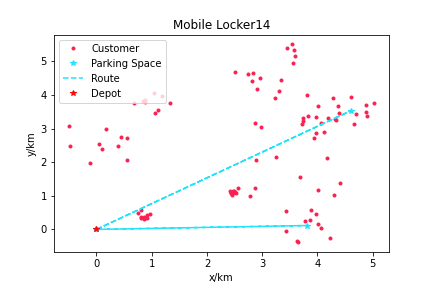 Mobile Locker14
Customer
Parking Space
Route
Depot
y/km
5
4
3
2
1
0
0 1 2 3 4 5
x/km